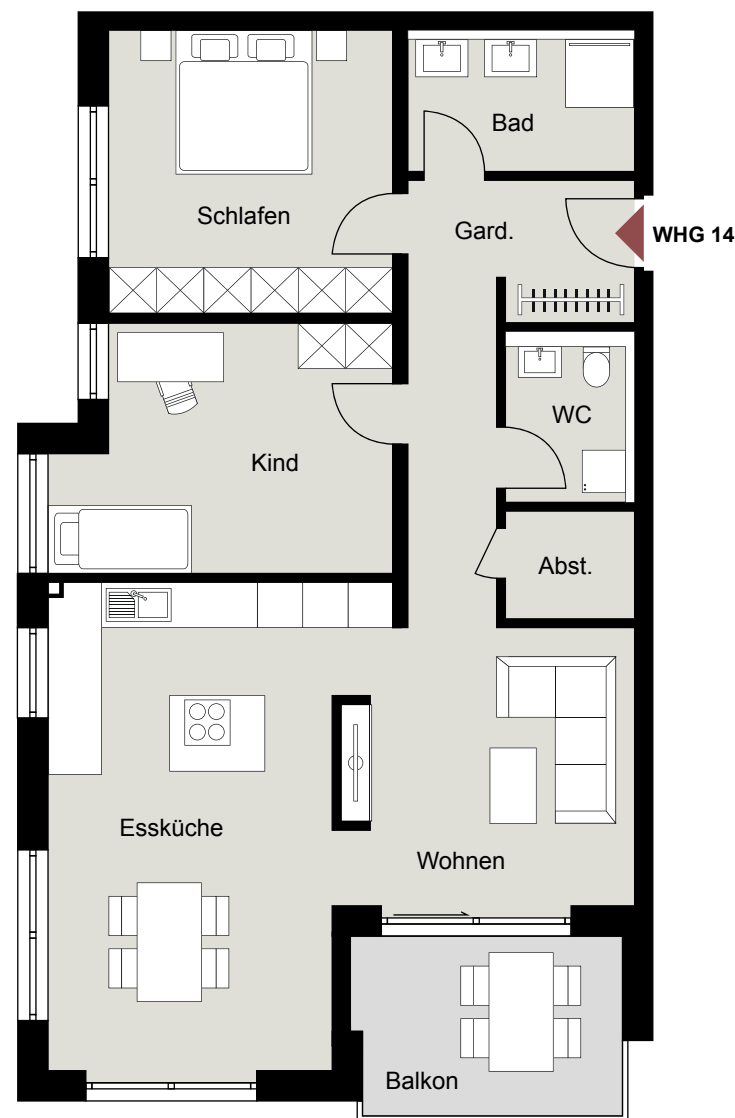 Bad
Schlafen
Gard.
WHG 14
WC
Kind
Abst.
Essküche
Wohnen
Balkon